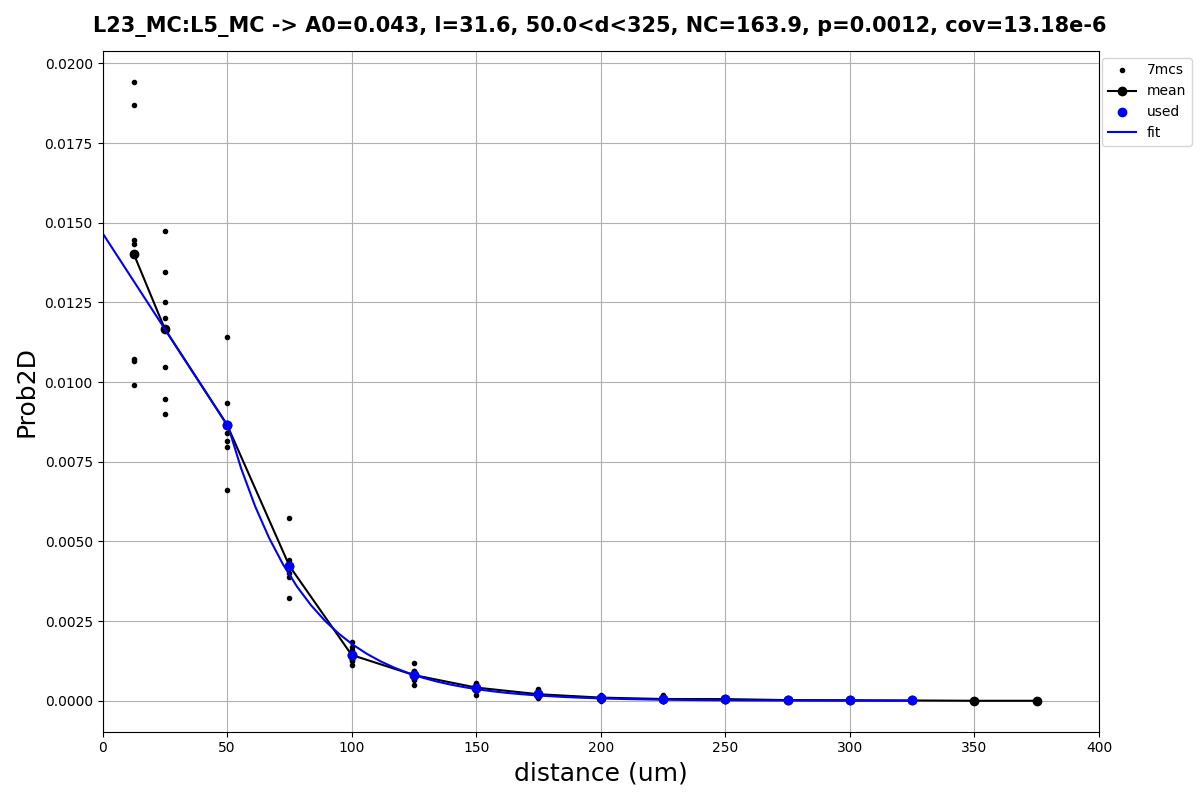 L23_MC:L5_MC -> A0=0.043, l=31.6, 50.0<d<325, NC=163.9, p=0.0012, cov=13.18e-6
0.0200
0.0175
0.0150
0.0125
0.0100
0.0075
0.0050
0.0025
0.0000
Prob2D
0 50 100 150 200 250 300 350 400
distance (um)
7mcs
mean
used
fit